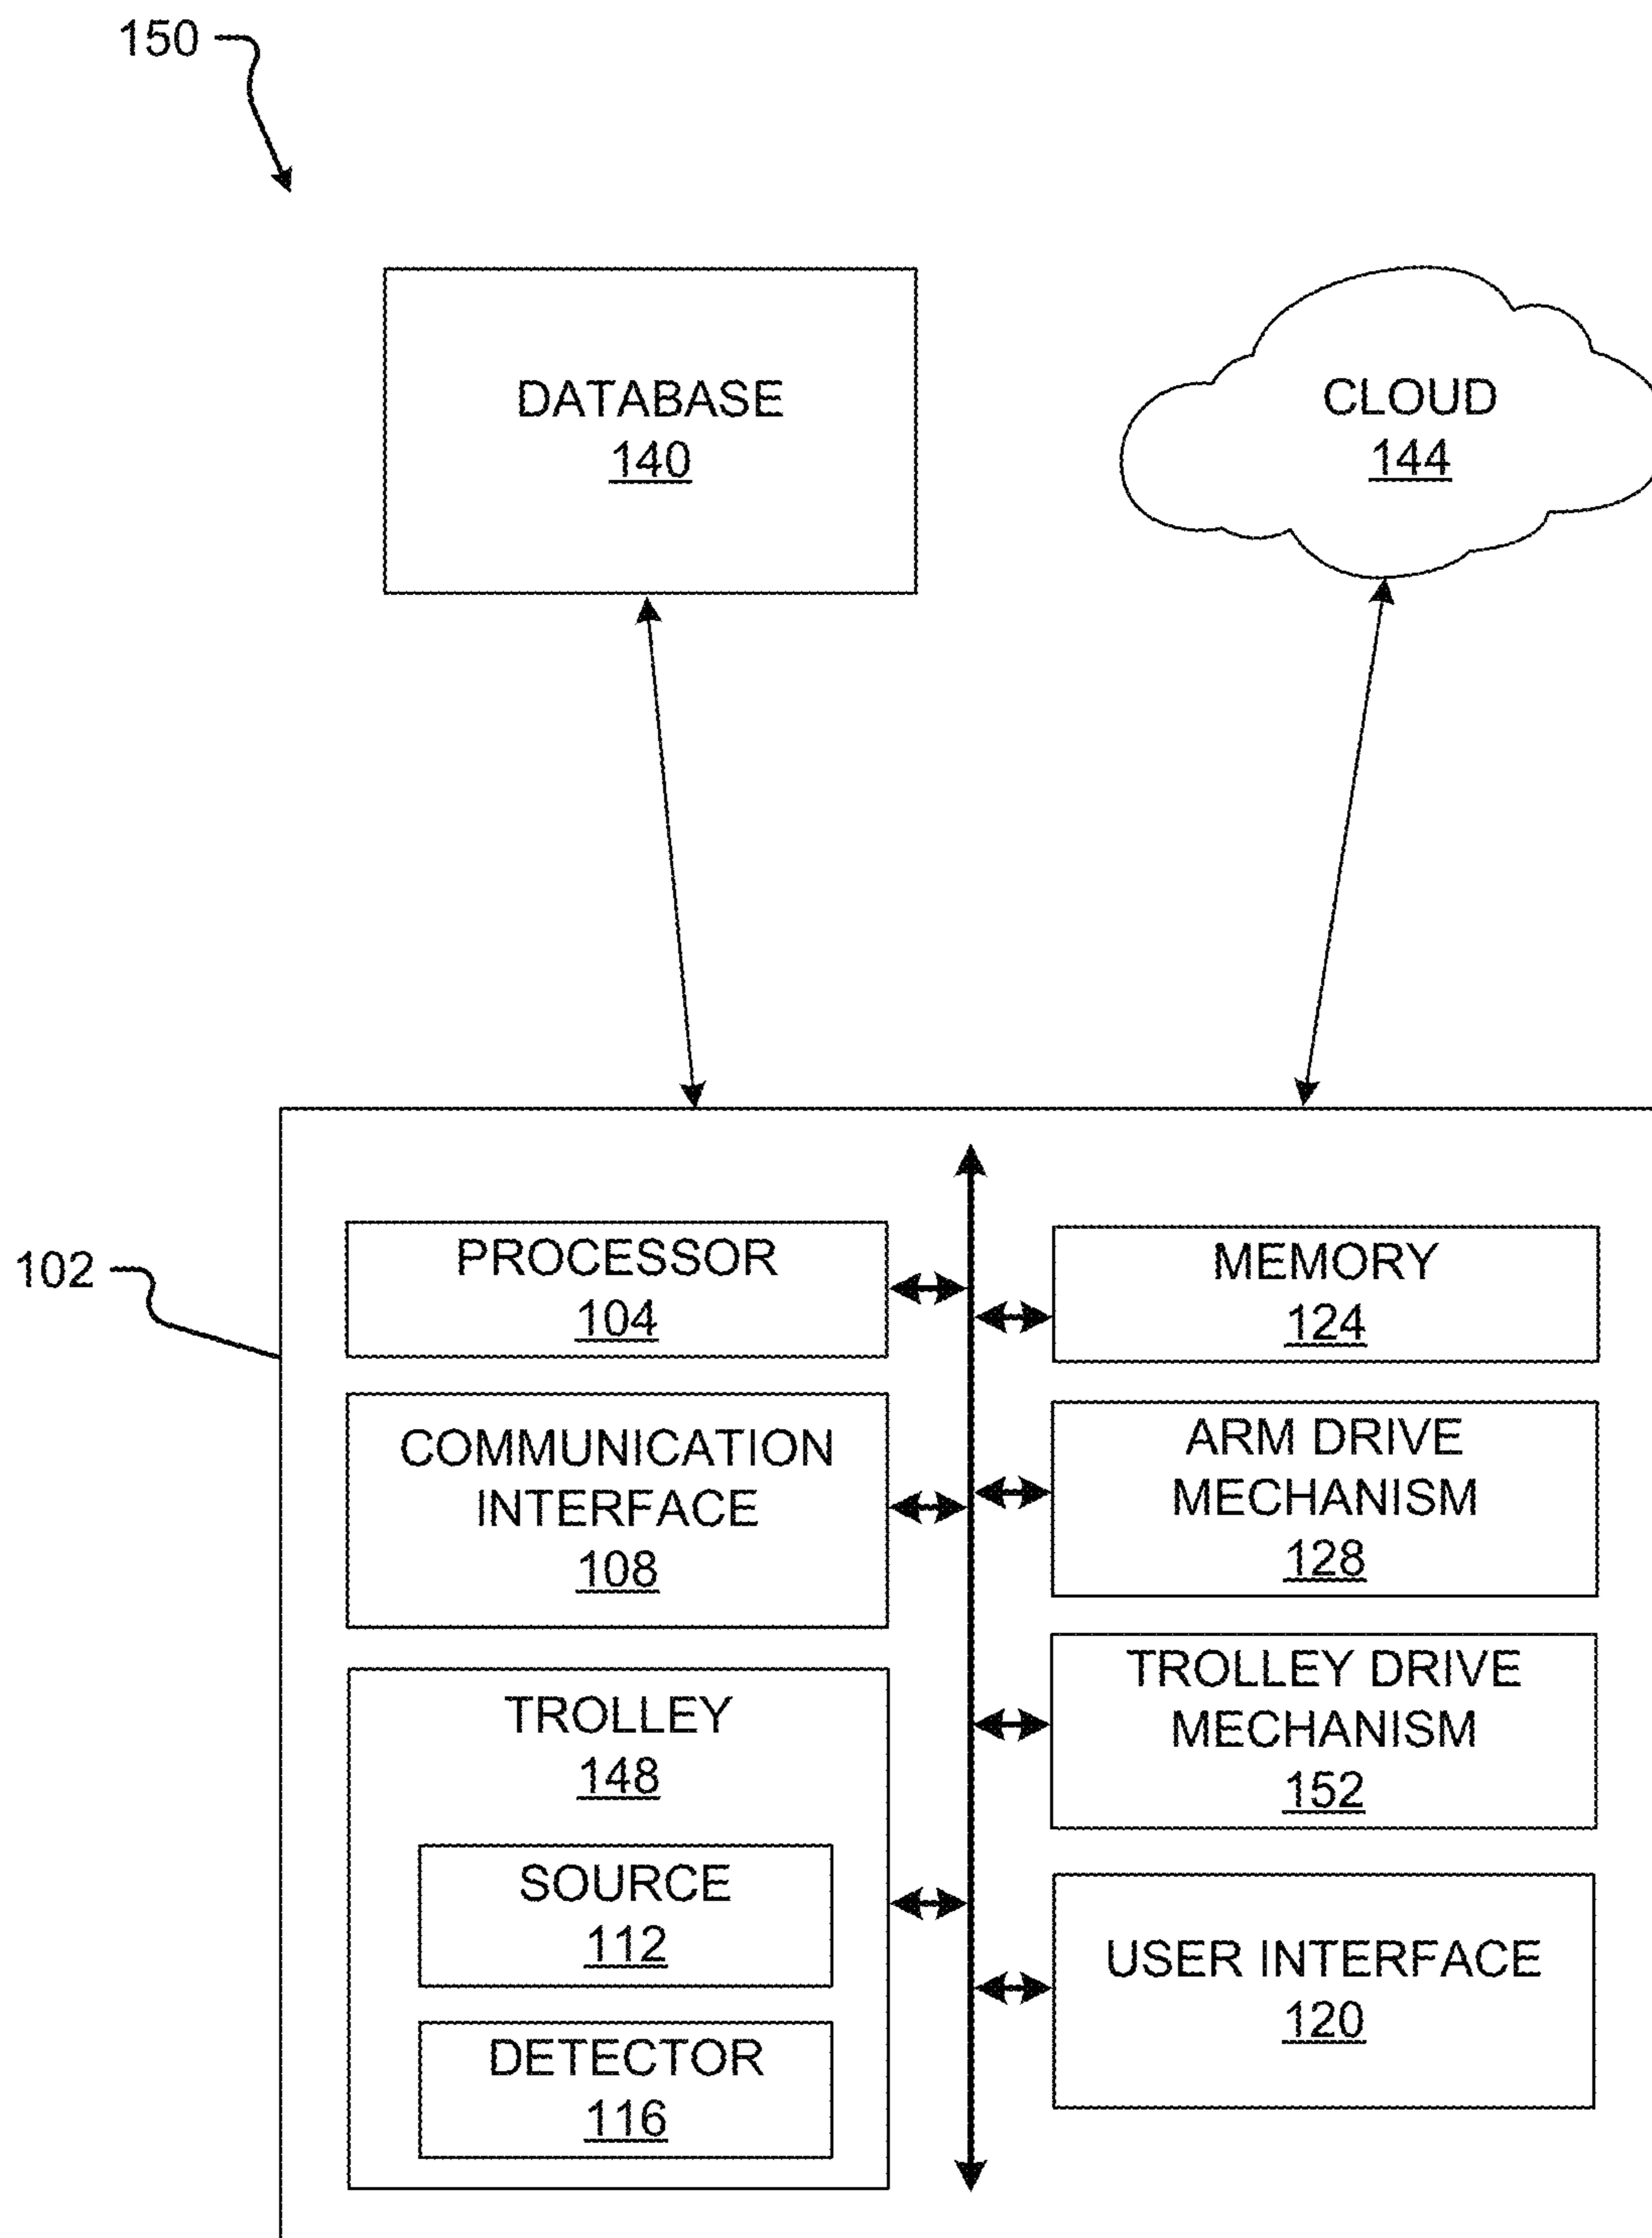 150
DATABASE
140
CLOUD
144
102
PROCESSOR
104
COMMUNICATION
INTERFACE
108
TROLLEY
148
SOURCE
112
DETECTOR
116
MEMORY
124
ARM DRIVE
MECHANISM
128
TROLLEY DRIVE
MECHANISM
152
USER INTERFACE
120